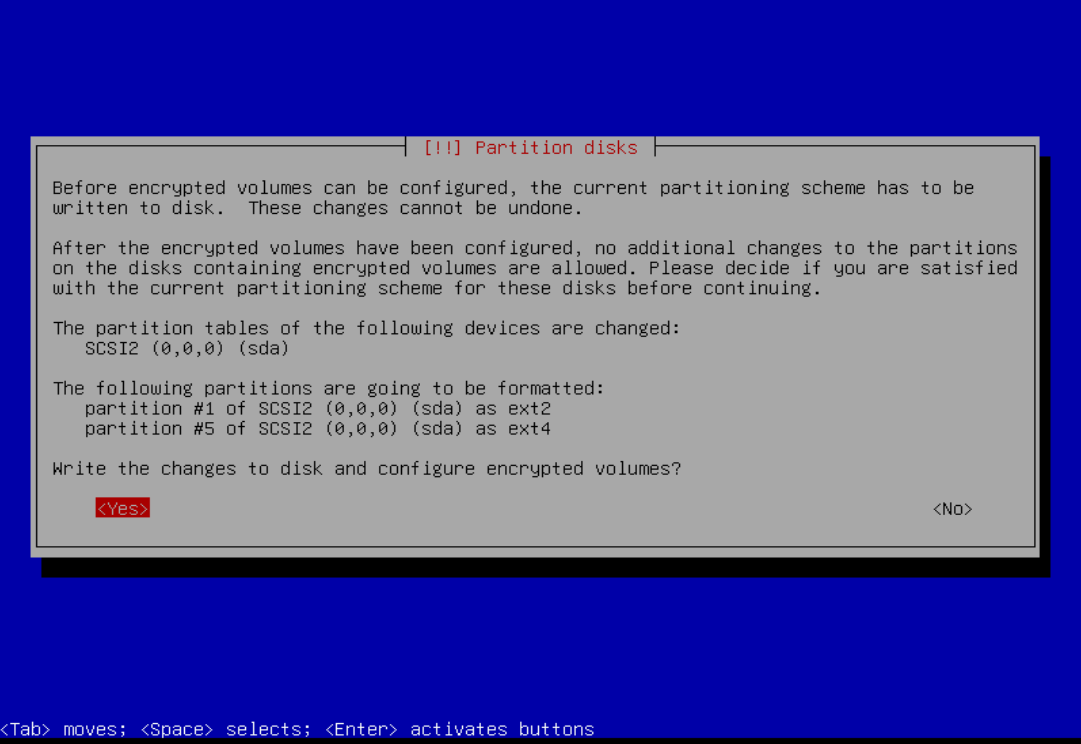 [!!] Partition disks
Before encrypted volumes can be configured, the current partitioning scheme has to be
written to disk.  These changes cannot be undone.
After the encrypted volumes have been configured, no additional changes to the partitions
on the disks containing encrypted volumes are allowed. Please decide if you are satisfied
with the current partitioning scheme for these disks before continuing.
The partition tables of the following devices are changed:
SCSI2 (0,0,0) (sda)
The following partitions are going to be formatted:
partition #1 of SCSI2 (0,0,0) (sda) as ext2
partition #5 of SCSI2 (0,0,0) (sda) as ext4
Write the changes to disk and configure encrypted volumes?
<Yes> <No>
<Tab> moves; <Space> selects; <Enter> activates buttons